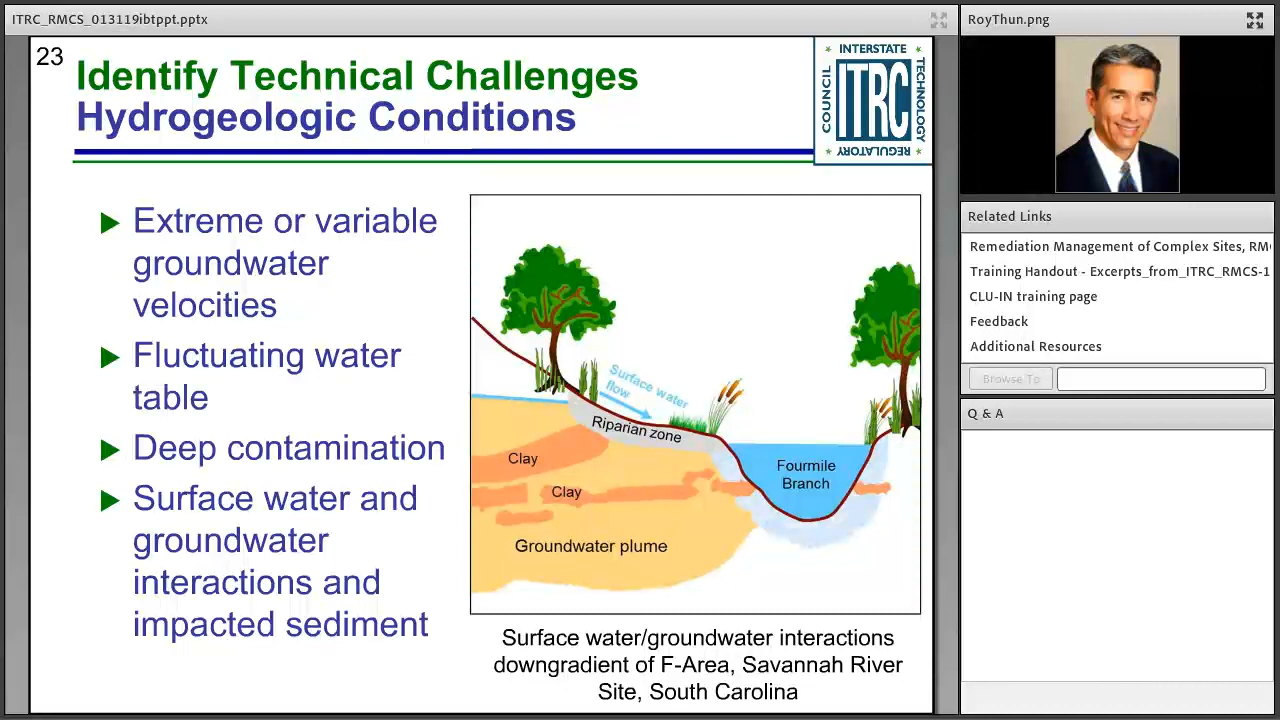 ITRC_RMCS_013119ibtppt.pptx
23
Identify Technical Challenges
Hydrogeologic Conditions
INTERSTATE
TECHNOLOGY
REGULATORY
COUNCIL
ITRC
Extreme or variable
groundwater
velocities
Fluctuating water
table
Deep contamination
Surface water and
groundwater
interactions and
impacted sediment
Surface water
flow
Riparian zone
Clay
Clay
Fourmile
Branch
Groundwater plume
Surface water/groundwater interactions
downgradient of F-Area, Savannah River
Site, South Carolina
RoyThun.png
Related Links
Remediation Management of Complex Sites, RM
Training Handout - Excerpts_from_ITRC_RMCS-1
CLU-IN training page
Feedback
Additional Resources
Browse To
Q & A